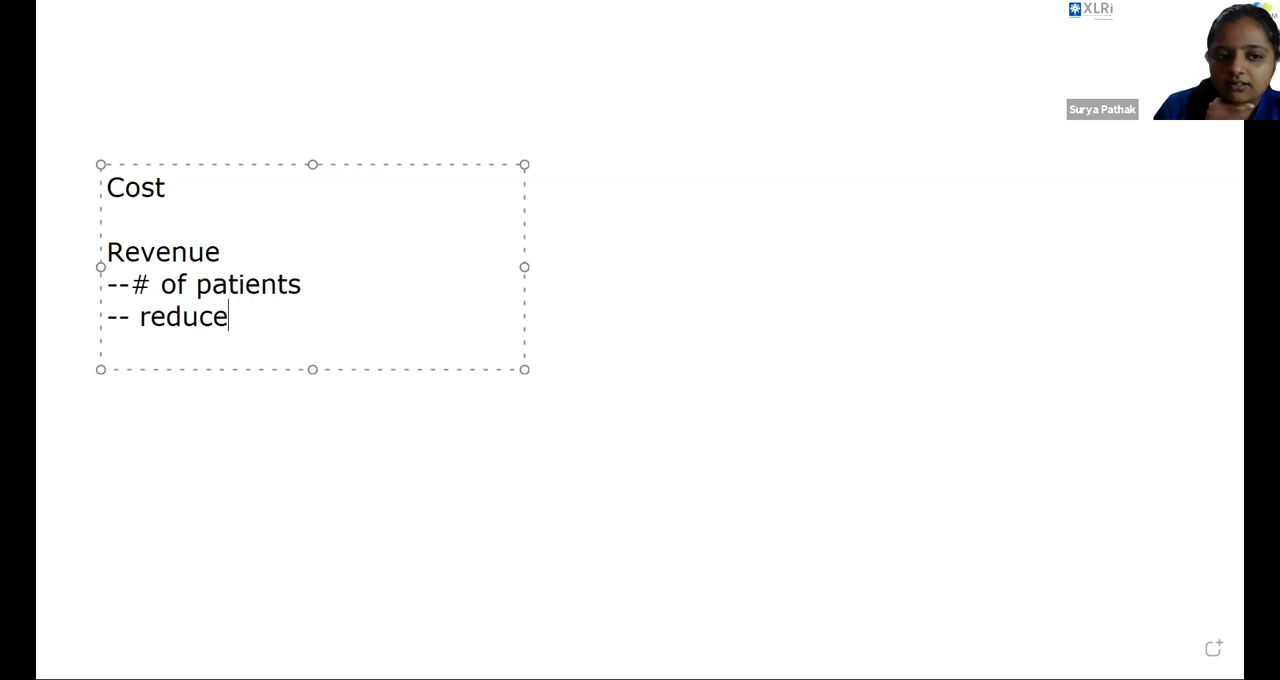 XLRI
Surya Pathak
Cost
Revenue
--# of patients
-- reduce